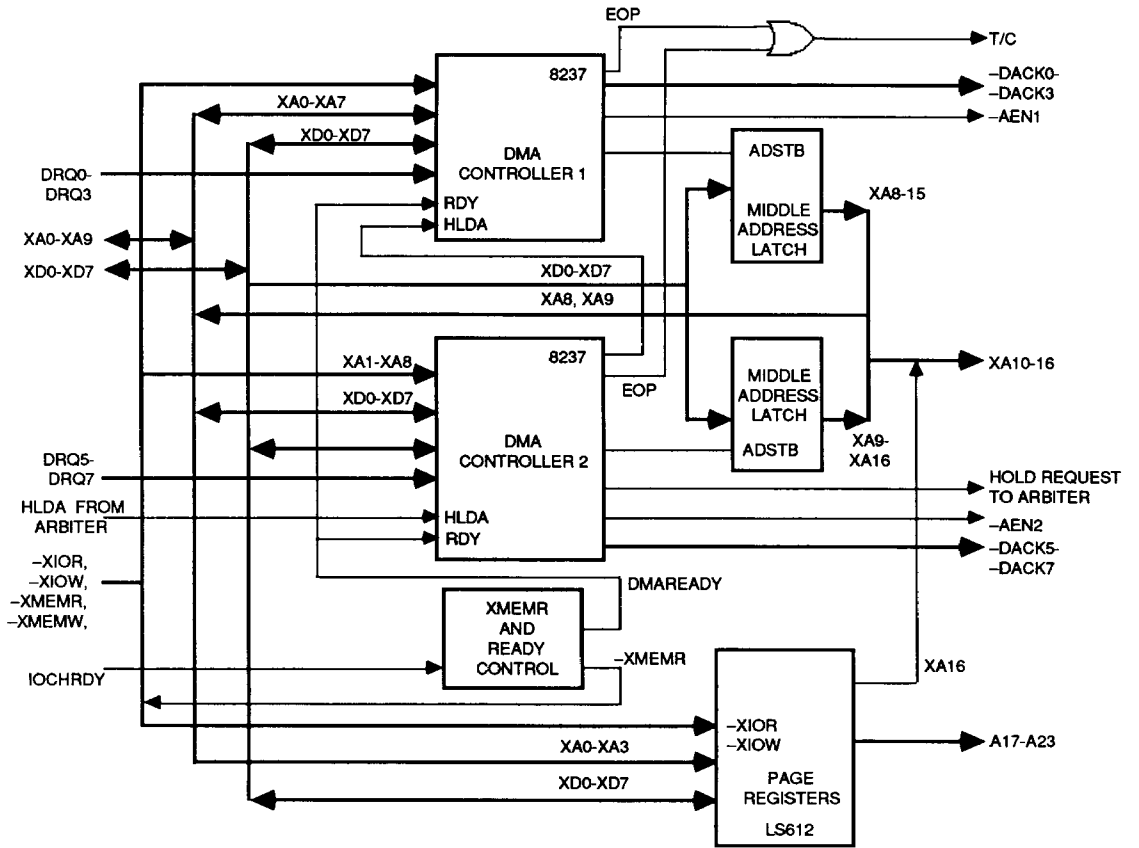 EOP
T/C
8237
–DACK0-
–DACK3
XA0-XA7
–AEN1
XD0-XD7
ADSTB
DMA
CONTROLLER 1
DRQ0-
DRQ3
XA8-15
RDY
MIDDLE
ADDRESS
LATCH
HLDA
XA0-XA9
XD0-XD7
XD0-XD7
XA8, XA9
8237
XA1-XA8
EOP
XA10-16
MIDDLE
ADDRESS
LATCH
XD0-XD7
DMA
CONTROLLER 2
XA9-
XA16
ADSTB
DRQ5-
DRQ7
HOLD REQUEST
TO ARBITER
HLDA FROM
ARBITER
HLDA
–AEN2
RDY
–DACK5-
–DACK7
–XIOR,
–XIOW,
–XMEMR,
–XMEMW,
DMAREADY
XMEMR
AND
READY
CONTROL
–XMEMR
IOCHRDY
XA16
–XIOR
–XIOW
XA0-XA3
A17-A23
XD0-XD7
PAGE
REGISTERS
LS612